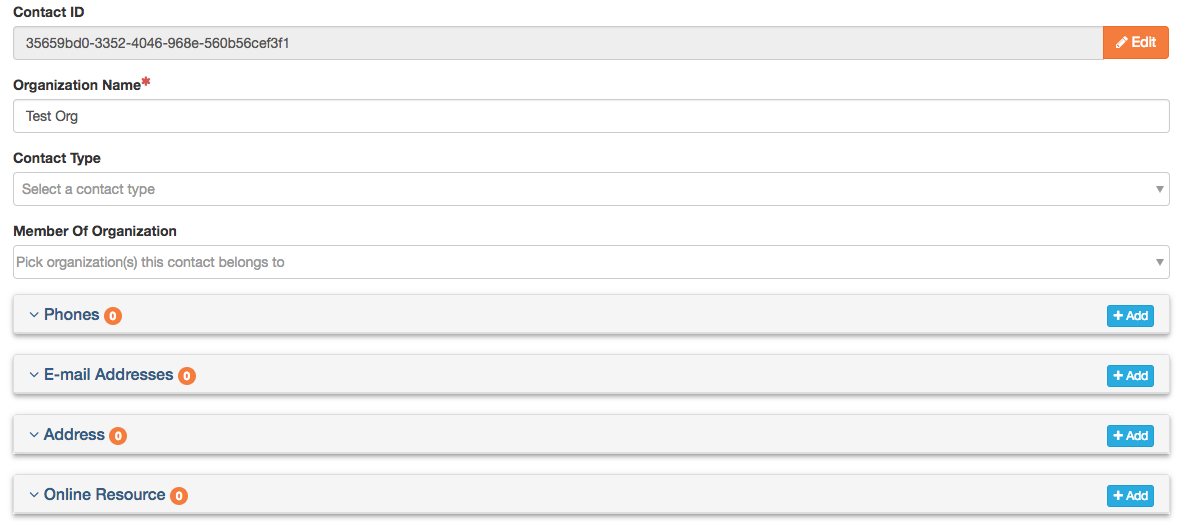 Contact ID
35659bd0-3352-4046-968e-560b56cef3f1 Edit
Organization Name*
Test Org
Contact Type
Select a contact type
Member Of Organization
Pick organization(s) this contact belongs to
Phones 0 + Add
E-mail Addresses 0 + Add
Address 0 + Add
Online Resource 0 + Add